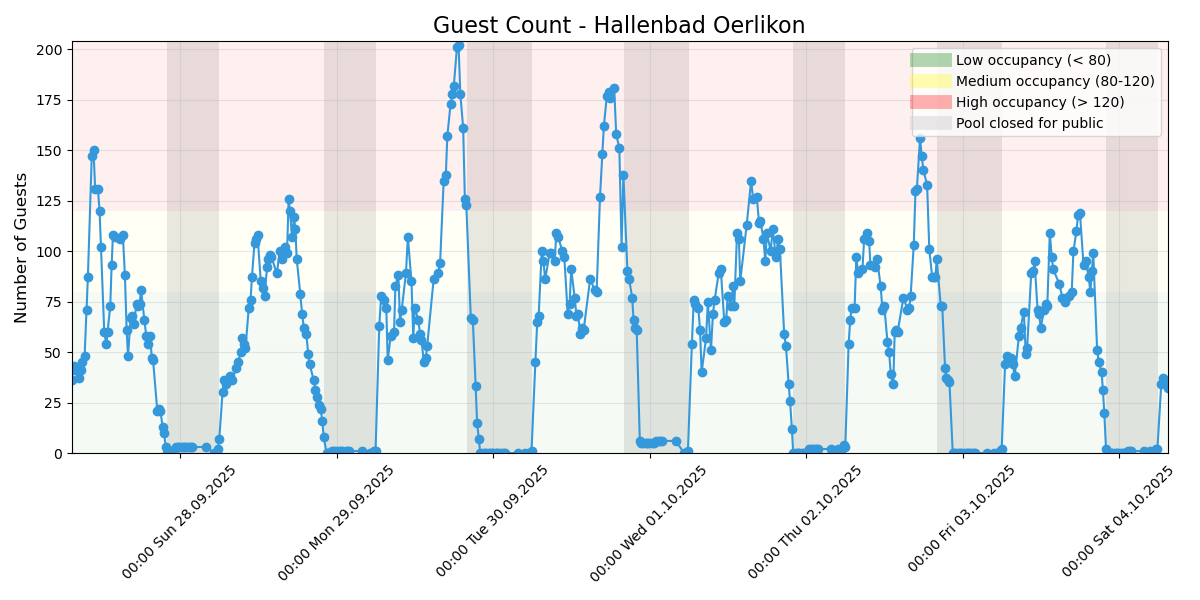 Guest Count - Hallenbad Oerlikon
Number of Guests
200
175
150
125
100
75
50
25
0
Low occupancy (< 80)
Medium occupancy (80-120)
High occupancy (> 120)
Pool closed for public
00:00 Sun 28.09.2025
00:00 Mon 29.09.2025
00:00 Tue 30.09.2025
00:00 Wed 01.10.2025
00:00 Thu 02.10.2025
00:00 Fri 03.10.2025
00:00 Sat 04.10.2025